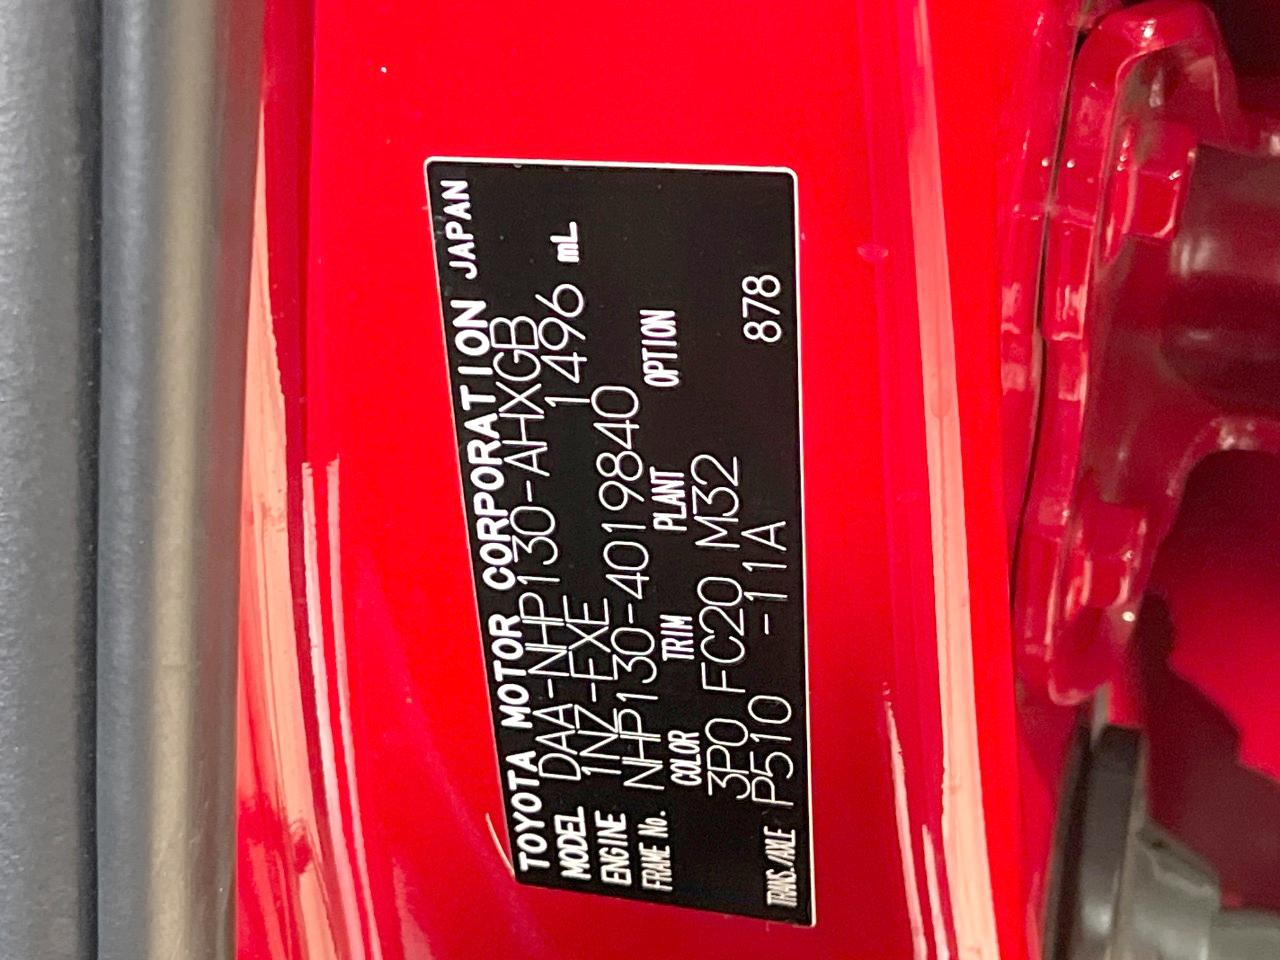 TOYOTA MOTOR CORPORATION JAPAN
MODEL DAA-NHP130-AHXGB
ENGINE 1NZ-FXE 1496 mL
FRAME No. NHP130-4019840
COLOR TRIM PLANT OPTION
3P0 FC20 M32
TRANS./AXLE P510 -11A 878